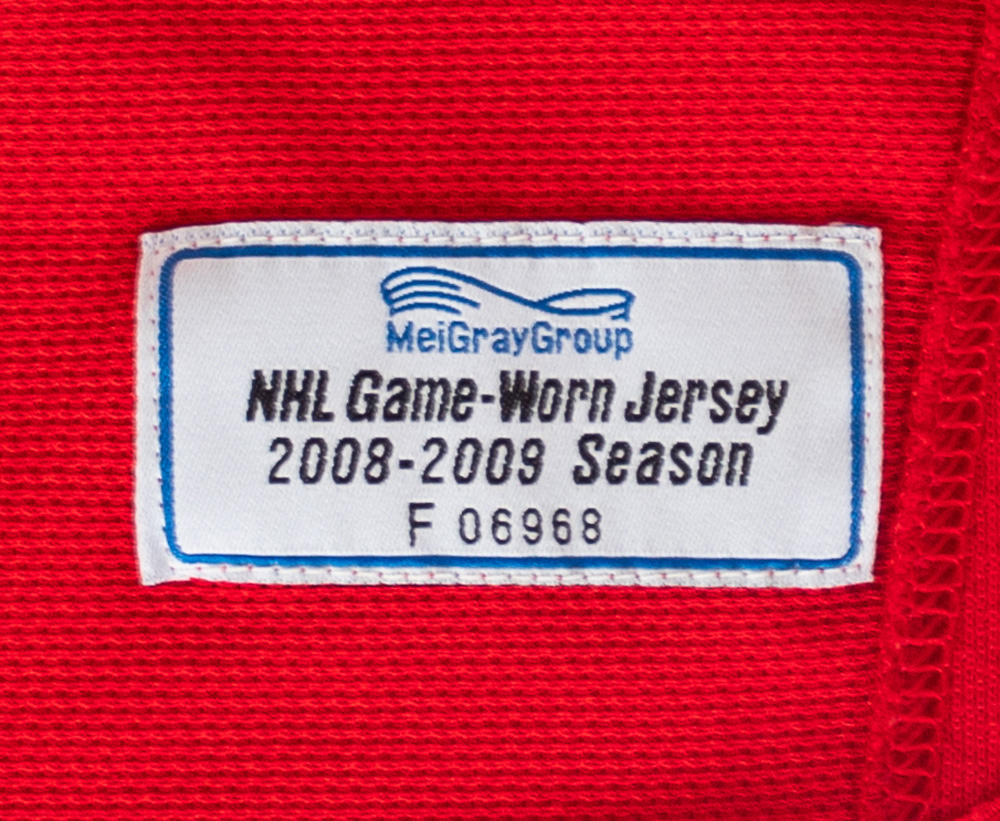 MeiGrayGroup
NHL Game-Worn Jersey
2008-2009 Season
F 06968